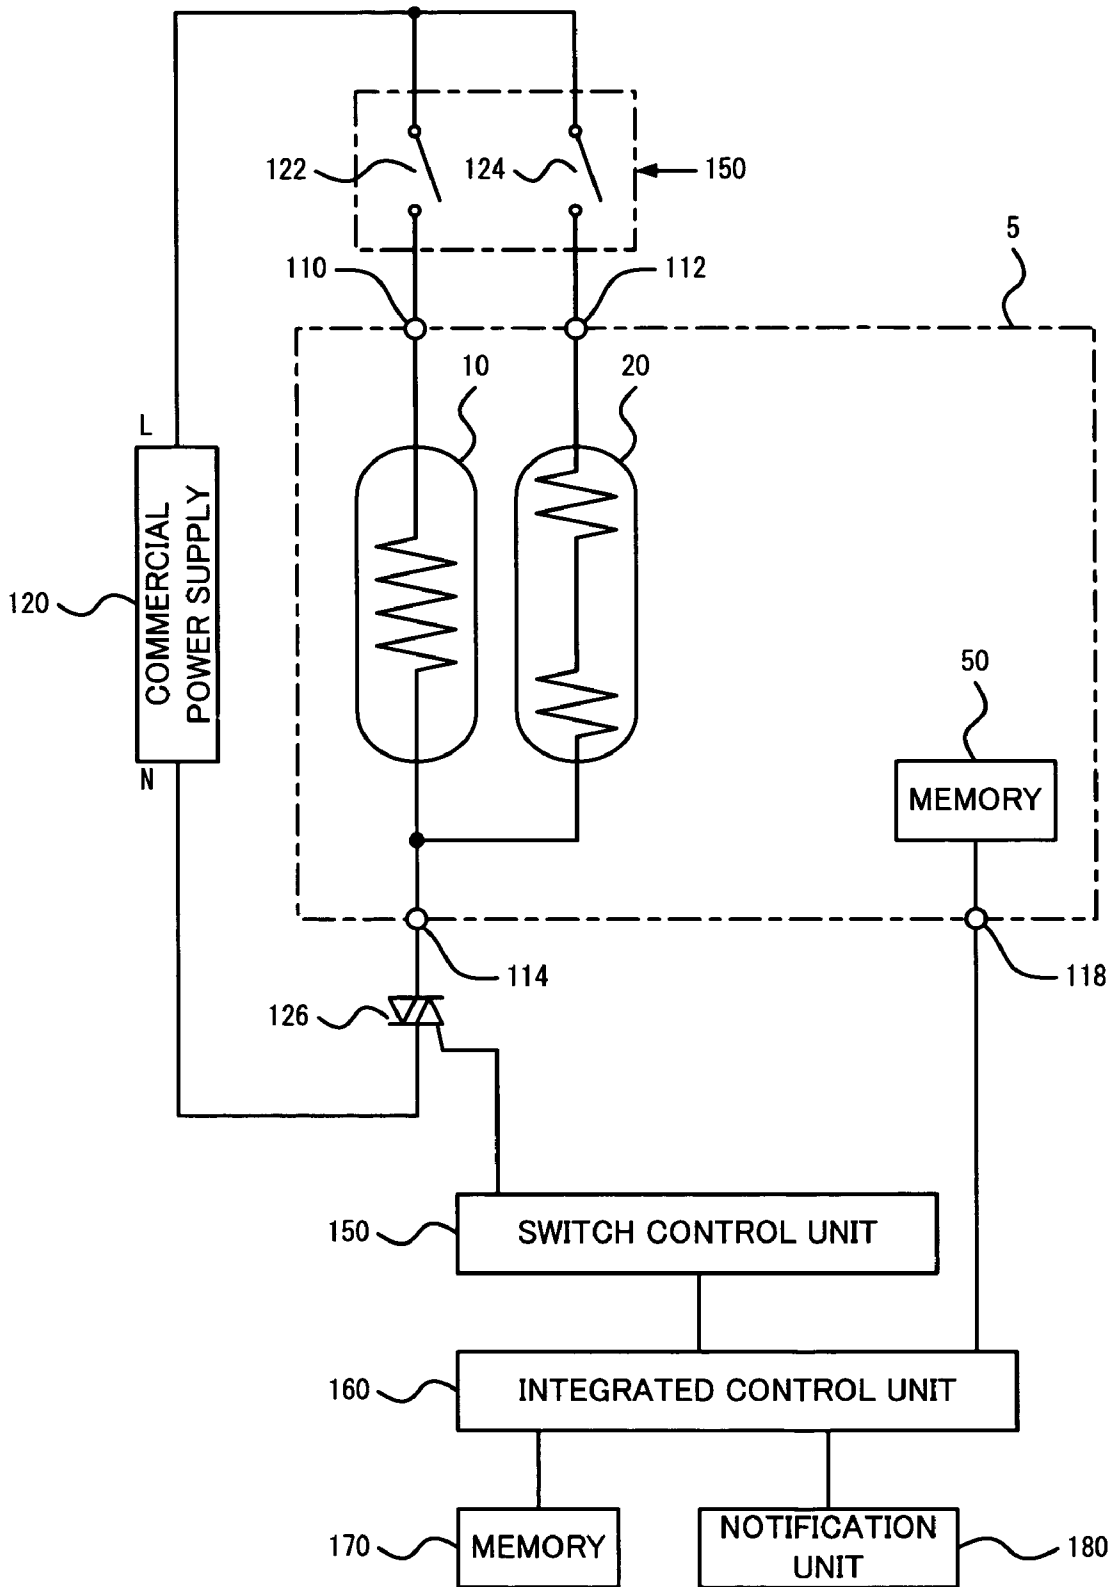 122
124
150
110
112
5
10
20
L
COMMERCIAL
POWER SUPPLY
120
N
50
MEMORY
114
118
126
150
SWITCH CONTROL UNIT
160
INTEGRATED CONTROL UNIT
170
MEMORY
NOTIFICATION
UNIT
180